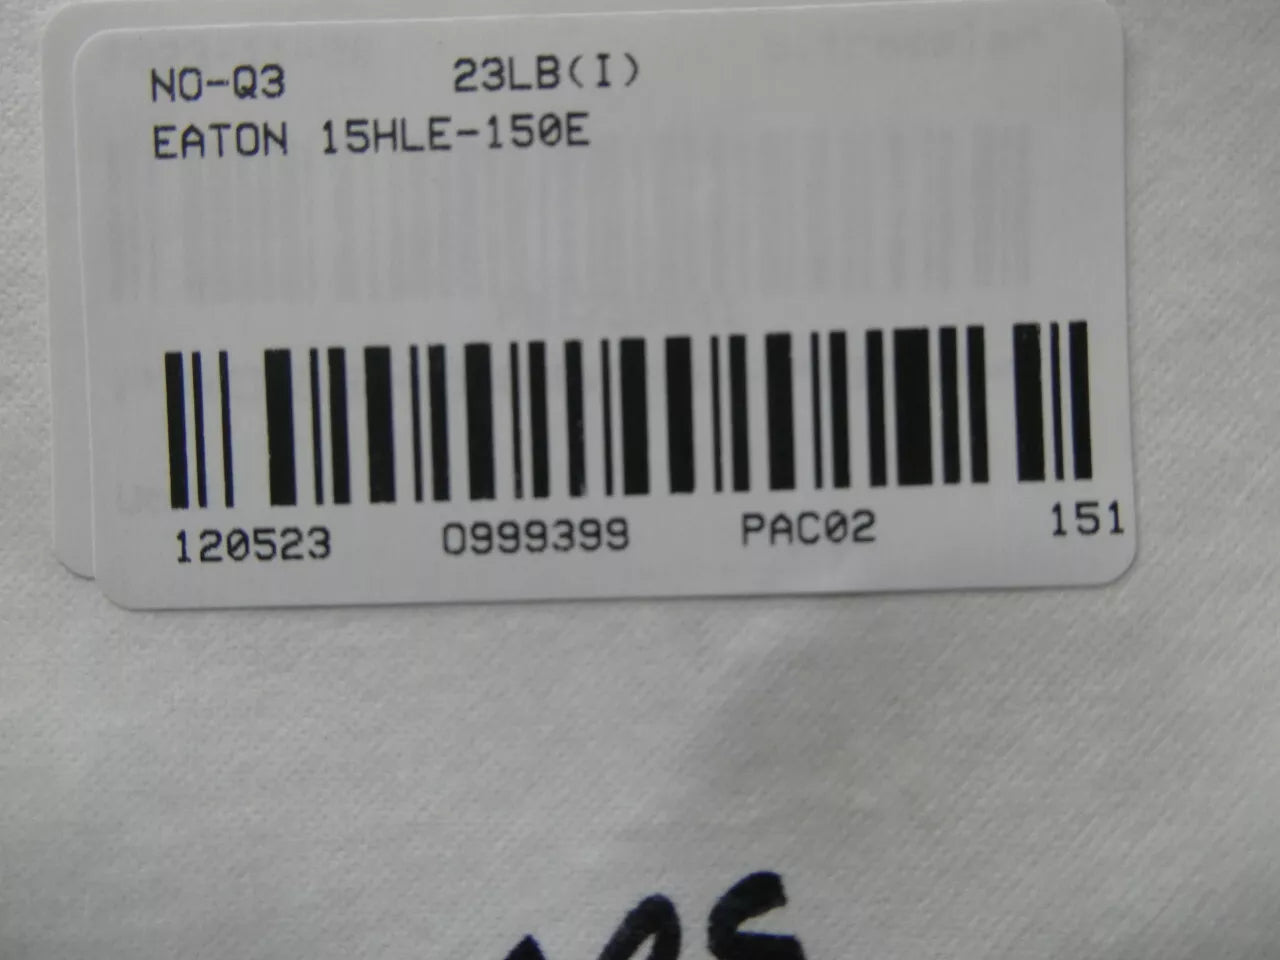 NO-Q3 23LB(I)
EATON 15HLE-150E
120523 0999399 PAC02 151